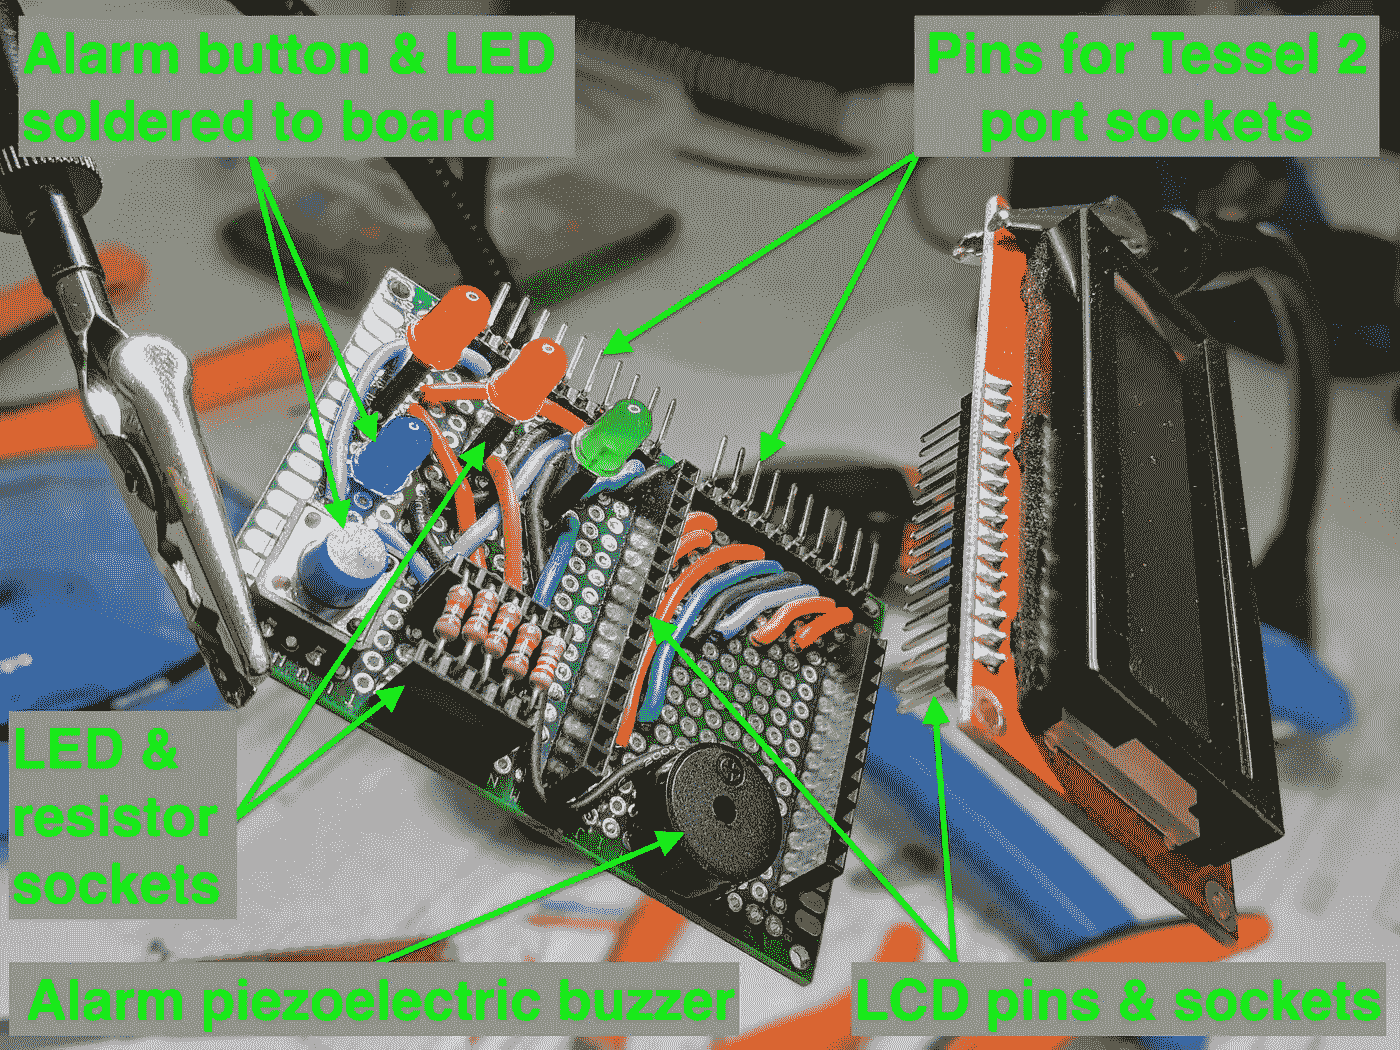 Alarm button & LED
soldered to board
Pins for Tessel 2
port sockets
LED &
resistor
sockets
Alarm piezoelectric buzzer
LCD pins & sockets